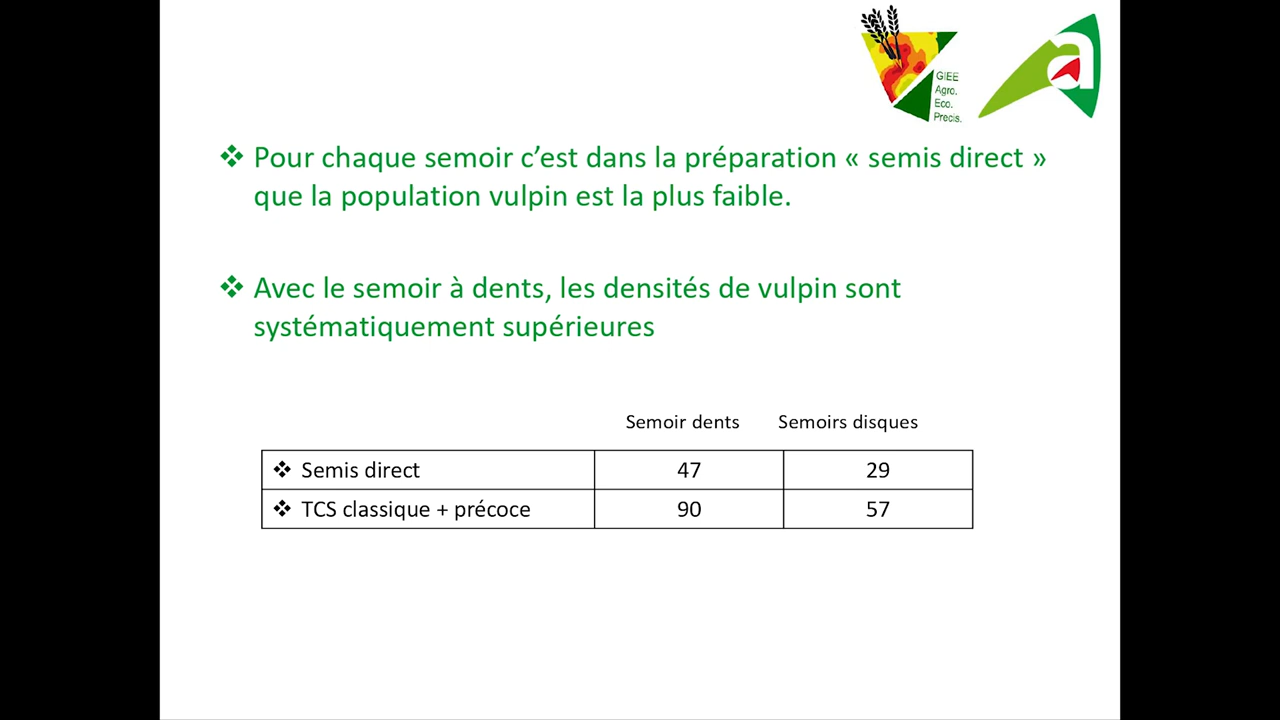 GIEE
Agro.
Eco.
Precis.
a
❖ Pour chaque semoir c’est dans la préparation « semis direct »
que la population vulpin est la plus faible.
❖ Avec le semoir à dents, les densités de vulpin sont
systématiquement supérieures
Semoir dents Semoirs disques
❖ Semis direct 47 29
❖ TCS classique + précoce 90 57